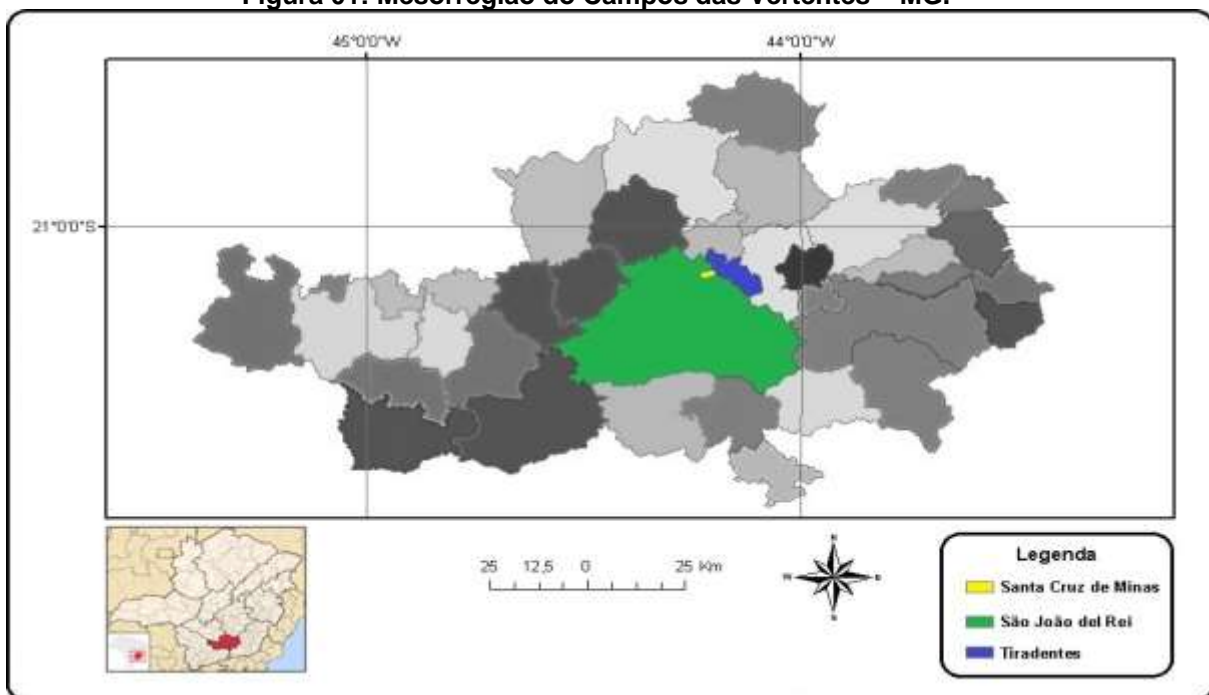 Figura 01: Mesorregião do Campos das Vertentes – MG.
45°0'0"W
44°0'0"W
21°0'0"S
25 12,5 0 25 Km
N
W
E
S
Legenda
Santa Cruz de Minas
São João del Rei
Tiradentes